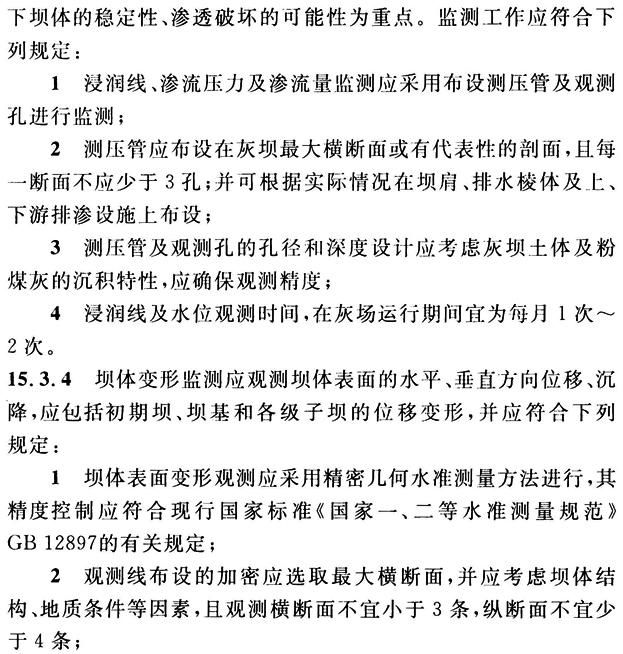 下坝体的稳定性、渗透破坏的可能性为重点。监测工作应符合下
列规定：
1 浸润线、渗流压力及渗流量监测应采用布设测压管及观测
孔进行监测；
2 测压管应布设在灰坝最大横断面或有代表性的剖面，且每
一断面不应少于 3 孔；并可根据实际情况在坝肩、排水棱体及上、
下游排渗设施上布设；
3 测压管及观测孔的孔径和深度设计应考虑灰坝土体及粉
煤灰的沉积特性，应确保观测精度；
4 浸润线及水位观测时间，在灰场运行期间宜为每月 1 次～
2 次。
15.3.4 坝体变形监测应观测坝体表面的水平、垂直方向位移、沉
降，应包括初期坝、坝基和各级子坝的位移变形，并应符合下列
规定：
1 坝体表面变形观测应采用精密几何水准测量方法进行，其
精度控制应符合现行国家标准《国家一、二等水准测量规范》
GB 12897的有关规定；
2 观测线布设的加密应选取最大横断面，并应考虑坝体结
构、地质条件等因素，且观测横断面不宜小于 3 条，纵断面不宜少
于 4 条；